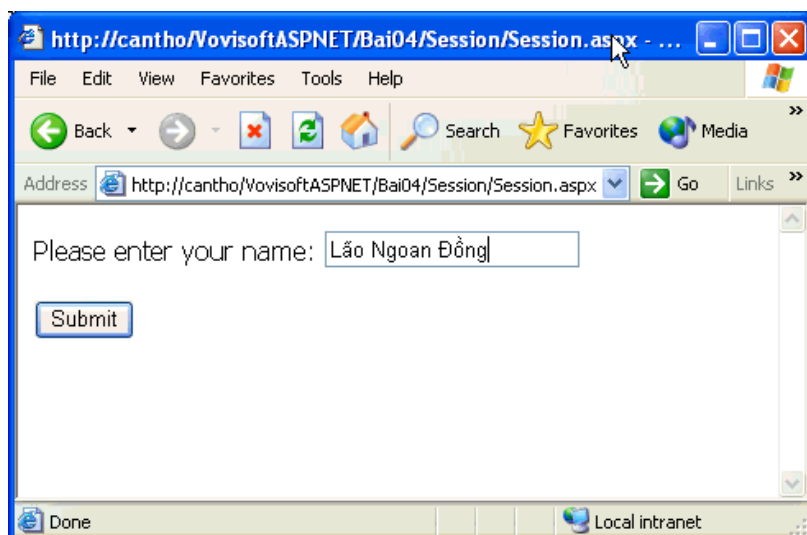 http://cantho/VovisoftASPNET/Bai04/Session/Session.aspx - ...
File Edit View Favorites Tools Help
Back Search Favorites Media »
Address http://cantho/VovisoftASPNET/Bai04/Session/Session.aspx Go Links »
Please enter your name: Lão Ngoan Đồng
Submit
Done Local intranet